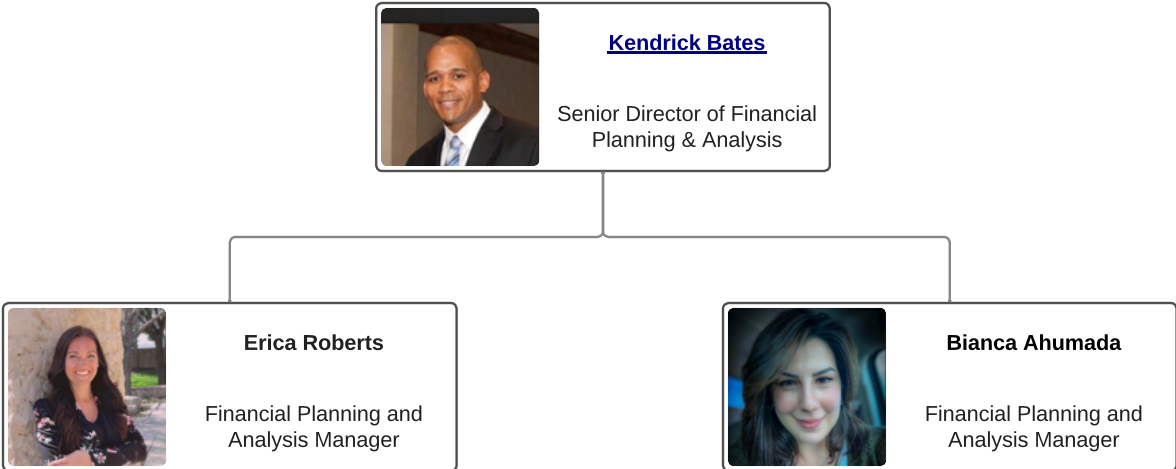 Kendrick Bates
Senior Director of Financial
Planning & Analysis
Erica Roberts
Financial Planning and
Analysis Manager
Bianca Ahumada
Financial Planning and
Analysis Manager